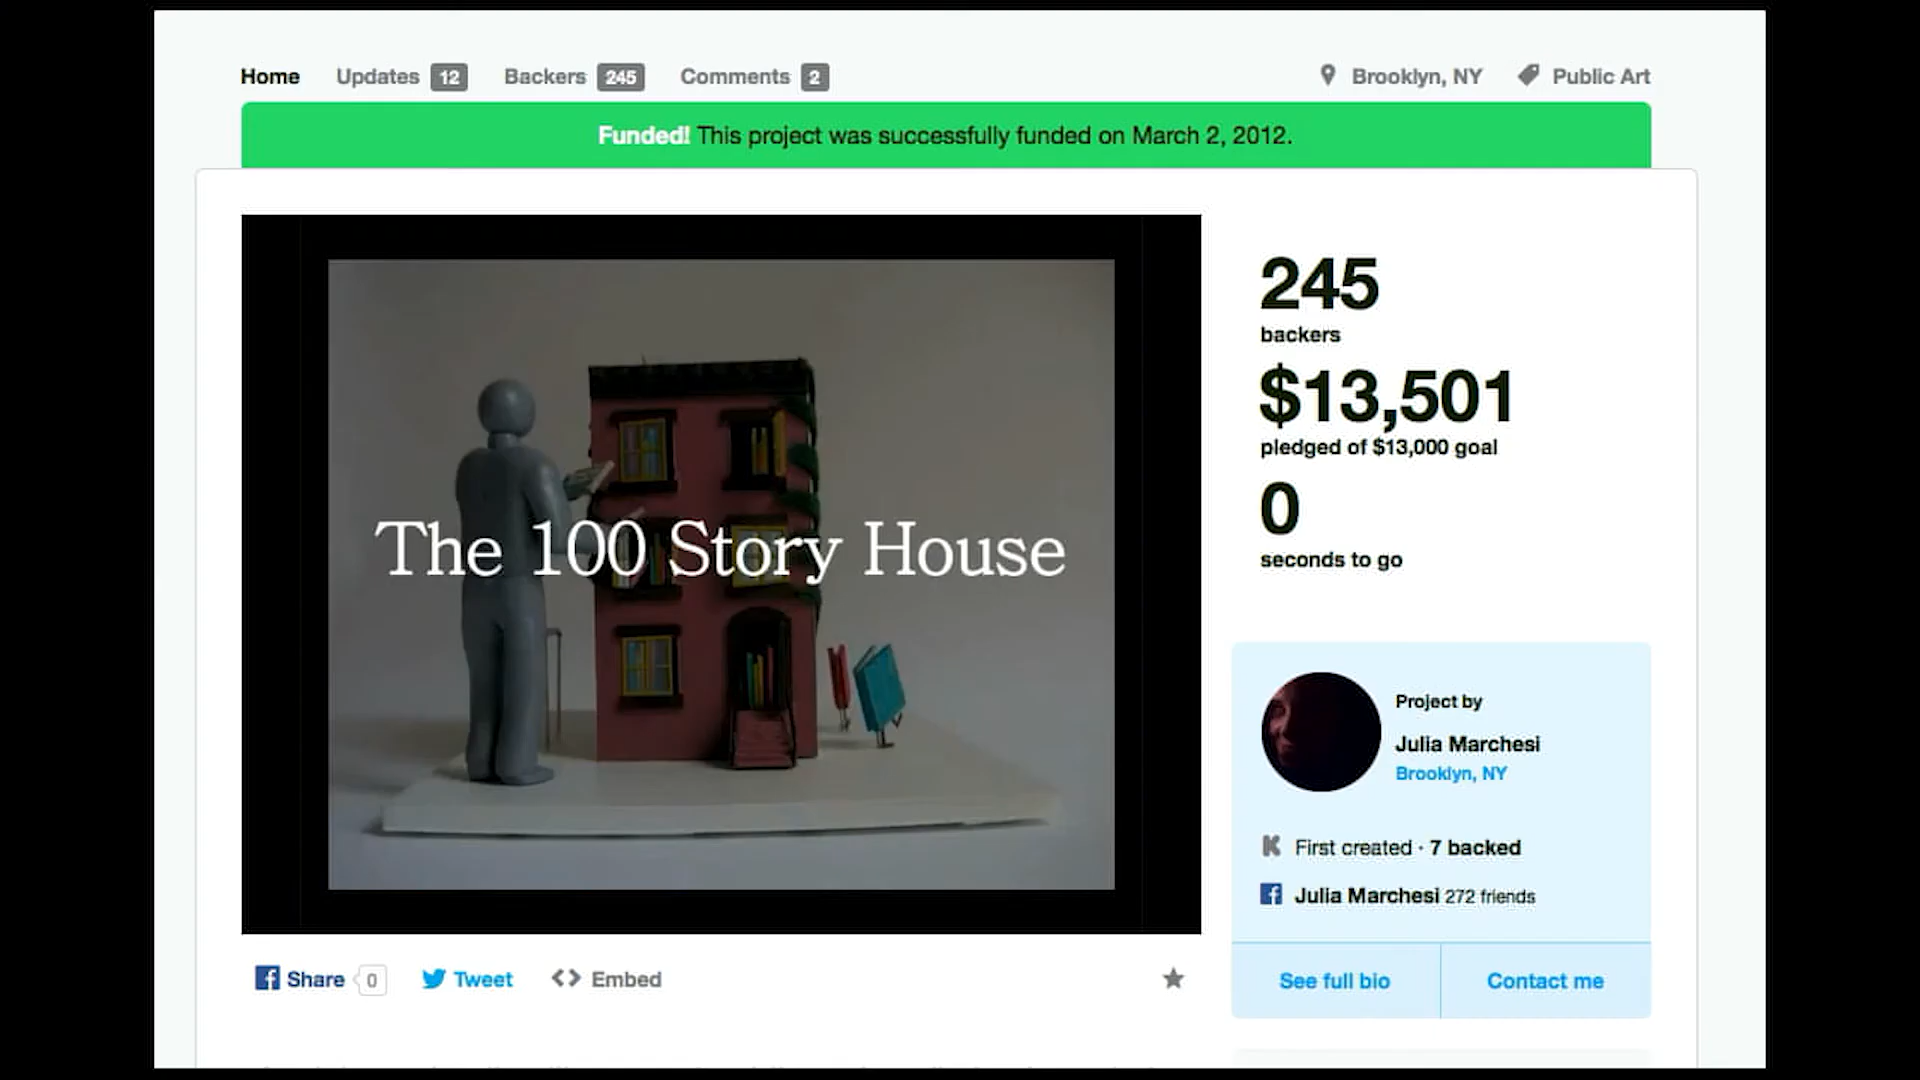 Home Updates 12 Backers 245 Comments 2 Brooklyn, NY Public Art
Funded! This project was successfully funded on March 2, 2012.
The 100 Story House
245
backers
$13,501
pledged of $13,000 goal
0
seconds to go
Project by
Julia Marchesi
Brooklyn, NY
First created · 7 backed
Julia Marchesi 272 friends
See full bio Contact me
Share 0 Tweet Embed